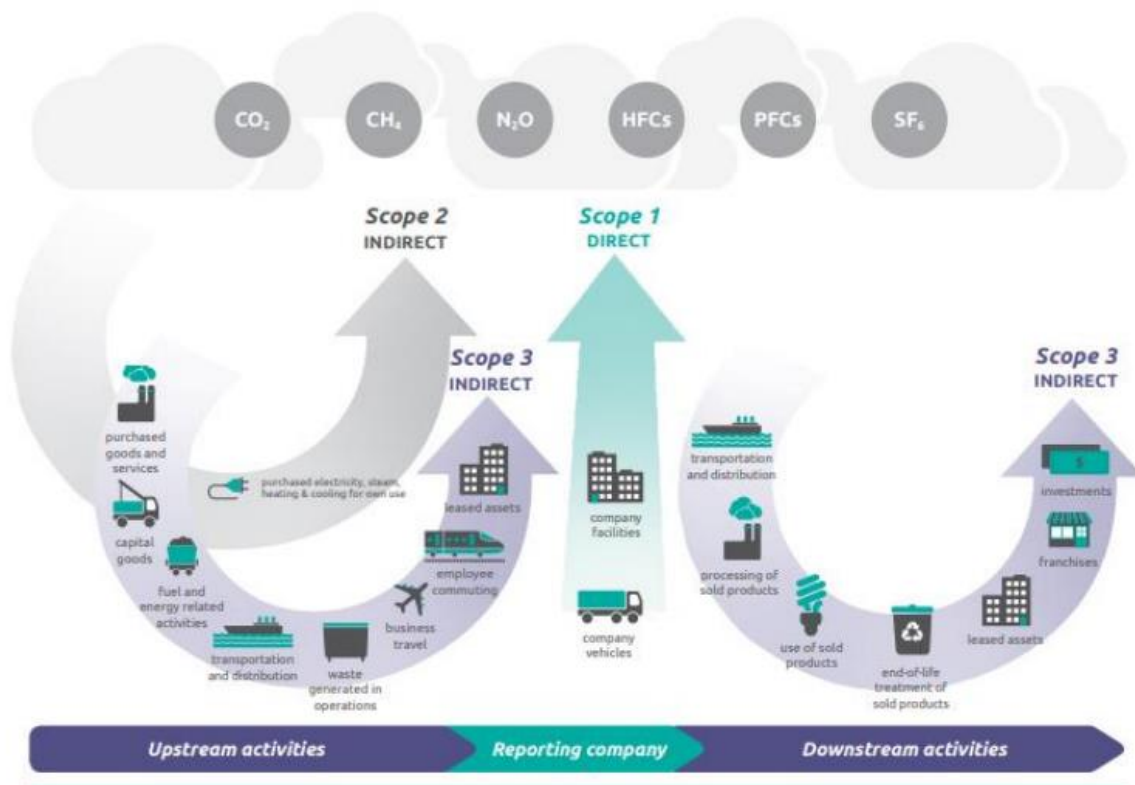 CO₂
CH₄
N₂O
HFCs
PFCs
SF₆
Scope 2
INDIRECT
Scope 1
DIRECT
Scope 3
INDIRECT
Scope 3
INDIRECT
purchased
goods and
services
capital
goods
fuel and
energy related
activities
transportation
and distribution
waste
generated in
operations
business
travel
employee
commuting
leased assets
purchased electricity, steam,
heating & cooling for own use
company
facilities
company
vehicles
transportation
and distribution
processing of
sold products
use of sold
products
end-of-life
treatment of
sold products
leased assets
franchises
$
investments
Upstream activities
Reporting company
Downstream activities